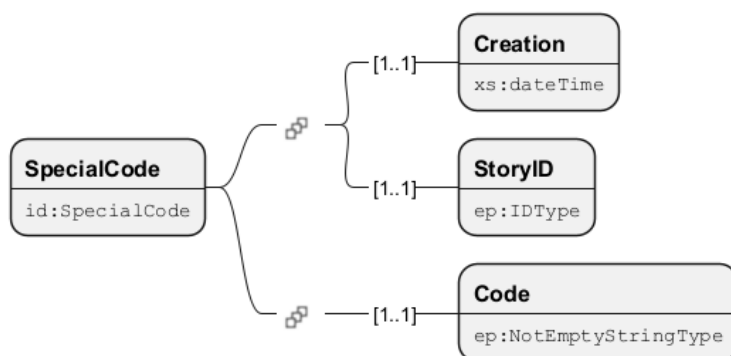 [1..1]
Creation
xs:dateTime
SpecialCode
id:SpecialCode
[1..1]
StoryID
ep:IDType
[1..1]
Code
ep:NotEmptyStringType